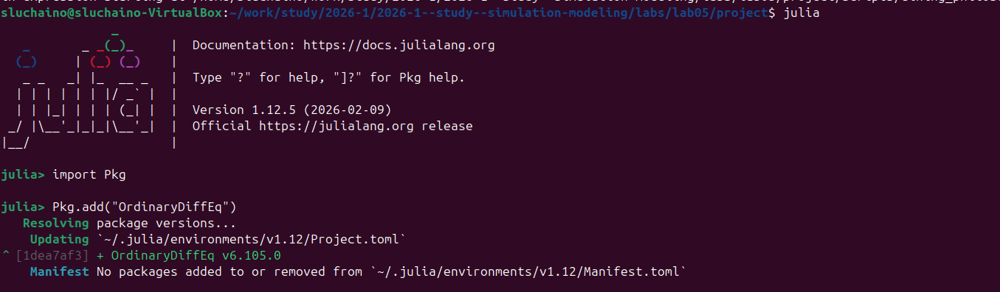 sluchaino@sluchaino-VirtualBox:~/work/study/2026-1/2026-1--study--simulation-modeling/labs/lab05/project$ julia
               _
   _       _ _(_)_     |  Documentation: https://docs.julialang.org
  (_)     | (_) (_)    |
   _ _   _| |_  __ _   |  Type "?" for help, "]?" for Pkg help.
  | | | | | | |/ _` |  |
  | | |_| | | | (_| |  |  Version 1.12.5 (2026-02-09)
 _/ |\__'_|_|_|\__'_|  |  Official https://julialang.org release
|__/                   |
julia> import Pkg
julia> Pkg.add("OrdinaryDiffEq")
   Resolving package versions...
    Updating `~/.julia/environments/v1.12/Project.toml`
^ [1dea7af3] + OrdinaryDiffEq v6.105.0
    Manifest No packages added to or removed from `~/.julia/environments/v1.12/Manifest.toml`